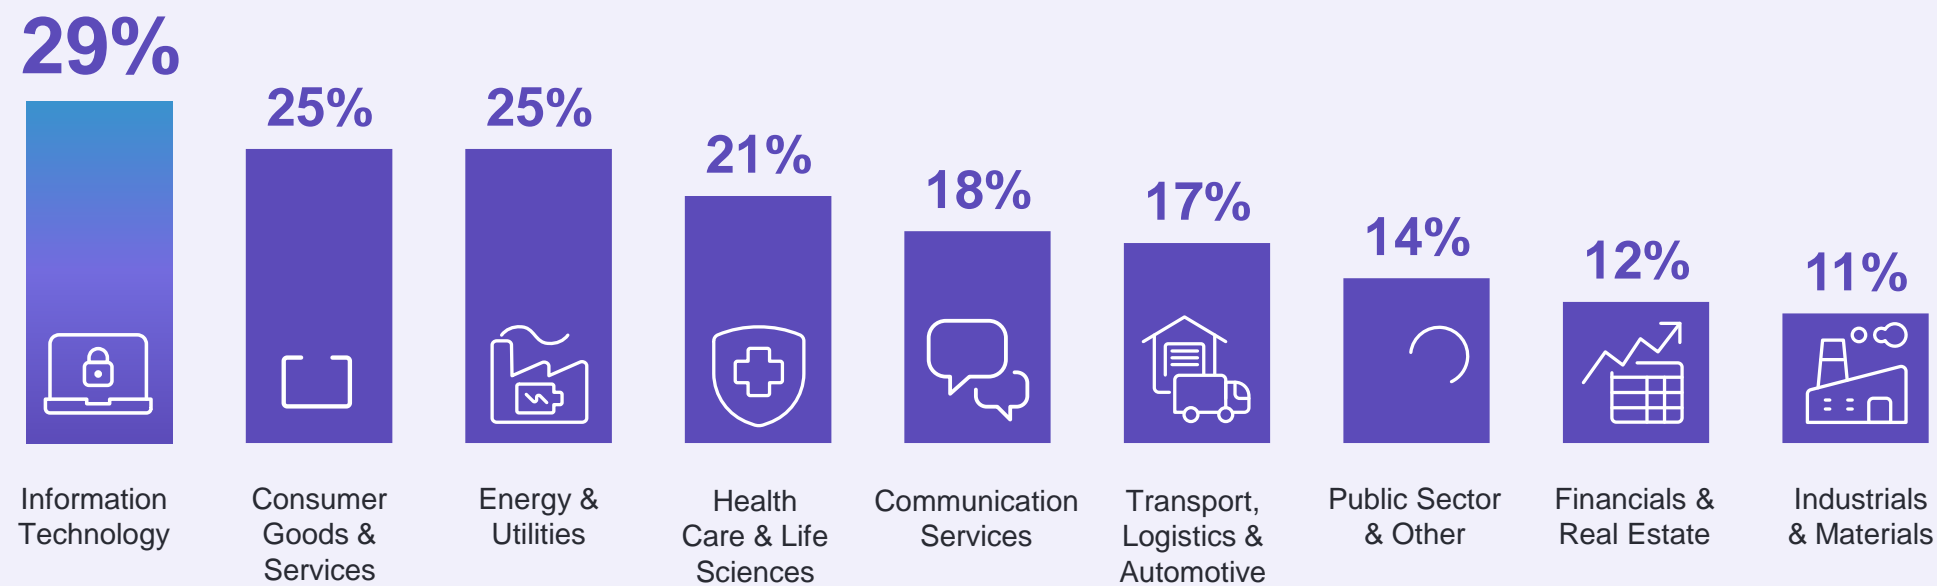 29%
25%
25%
21%
18%
17%
14%
12%
11%
Information
Technology
Consumer
Goods &
Services
Energy &
Utilities
Health
Care & Life
Sciences
Communication
Services
Transport,
Logistics &
Automotive
Public Sector
& Other
Financials &
Real Estate
Industrials
& Materials